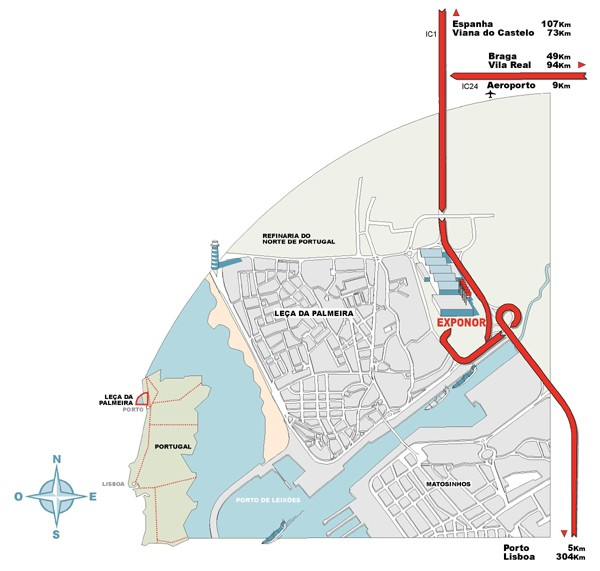 IC1
Espanha 107Km
Viana do Castelo 73Km
Braga 49Km
Vila Real 94Km
IC24 Aeroporto 9Km
REFINARIA DO
NORTE DE PORTUGAL
LEÇA DA PALMEIRA
EXPONOR
LEÇA DA
PALMEIRA
PORTO
PORTUGAL
LISBOA
MATOSINHOS
PORTO DE LEIXÕES
N
O E
S
Porto 5Km
Lisboa 304Km